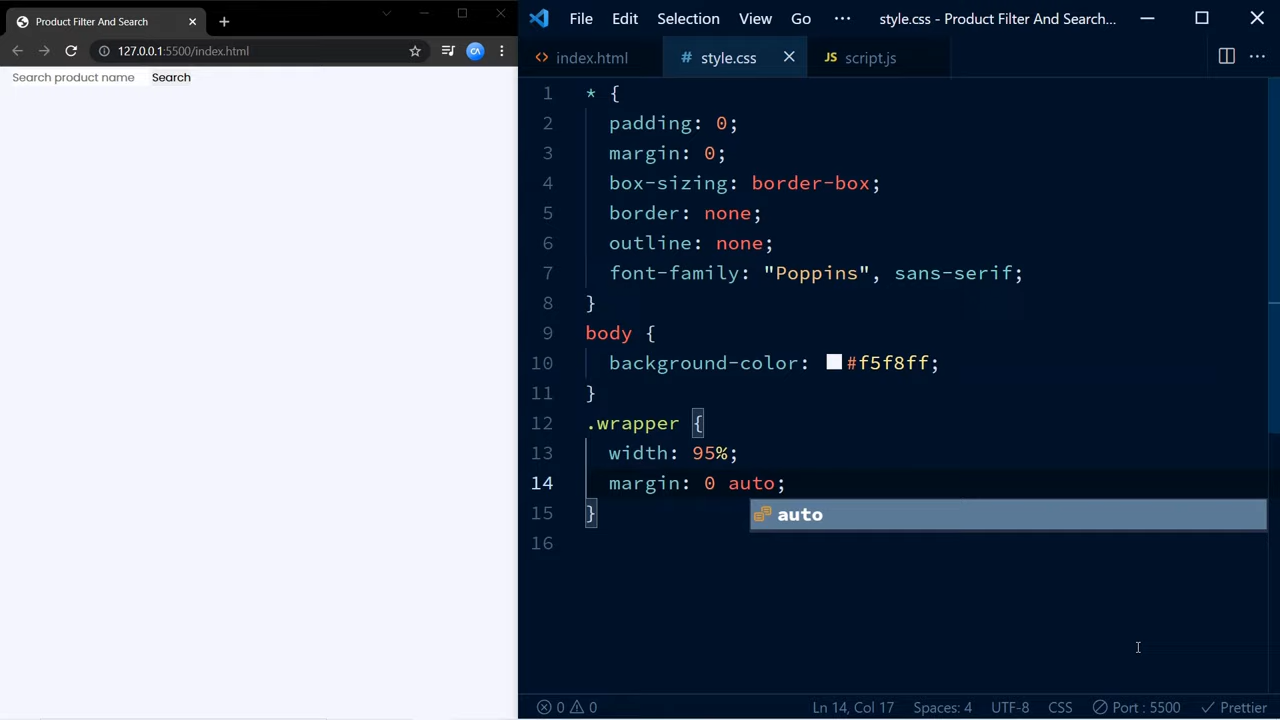 Product Filter And Search
127.0.0.1:5500/index.html
Search product name Search
File Edit Selection View Go ··· style.css - Product Filter And Search...
<> index.html # style.css JS script.js
1 * {
2 padding: 0;
3 margin: 0;
4 box-sizing: border-box;
5 border: none;
6 outline: none;
7 font-family: "Poppins", sans-serif;
8 }
9 body {
10 background-color: #f5f8ff;
11 }
12 .wrapper {
13 width: 95%;
14 margin: 0 auto;
15 }
auto
16
0 0 Ln 14, Col 17 Spaces: 4 UTF-8 CSS Port : 5500 Prettier